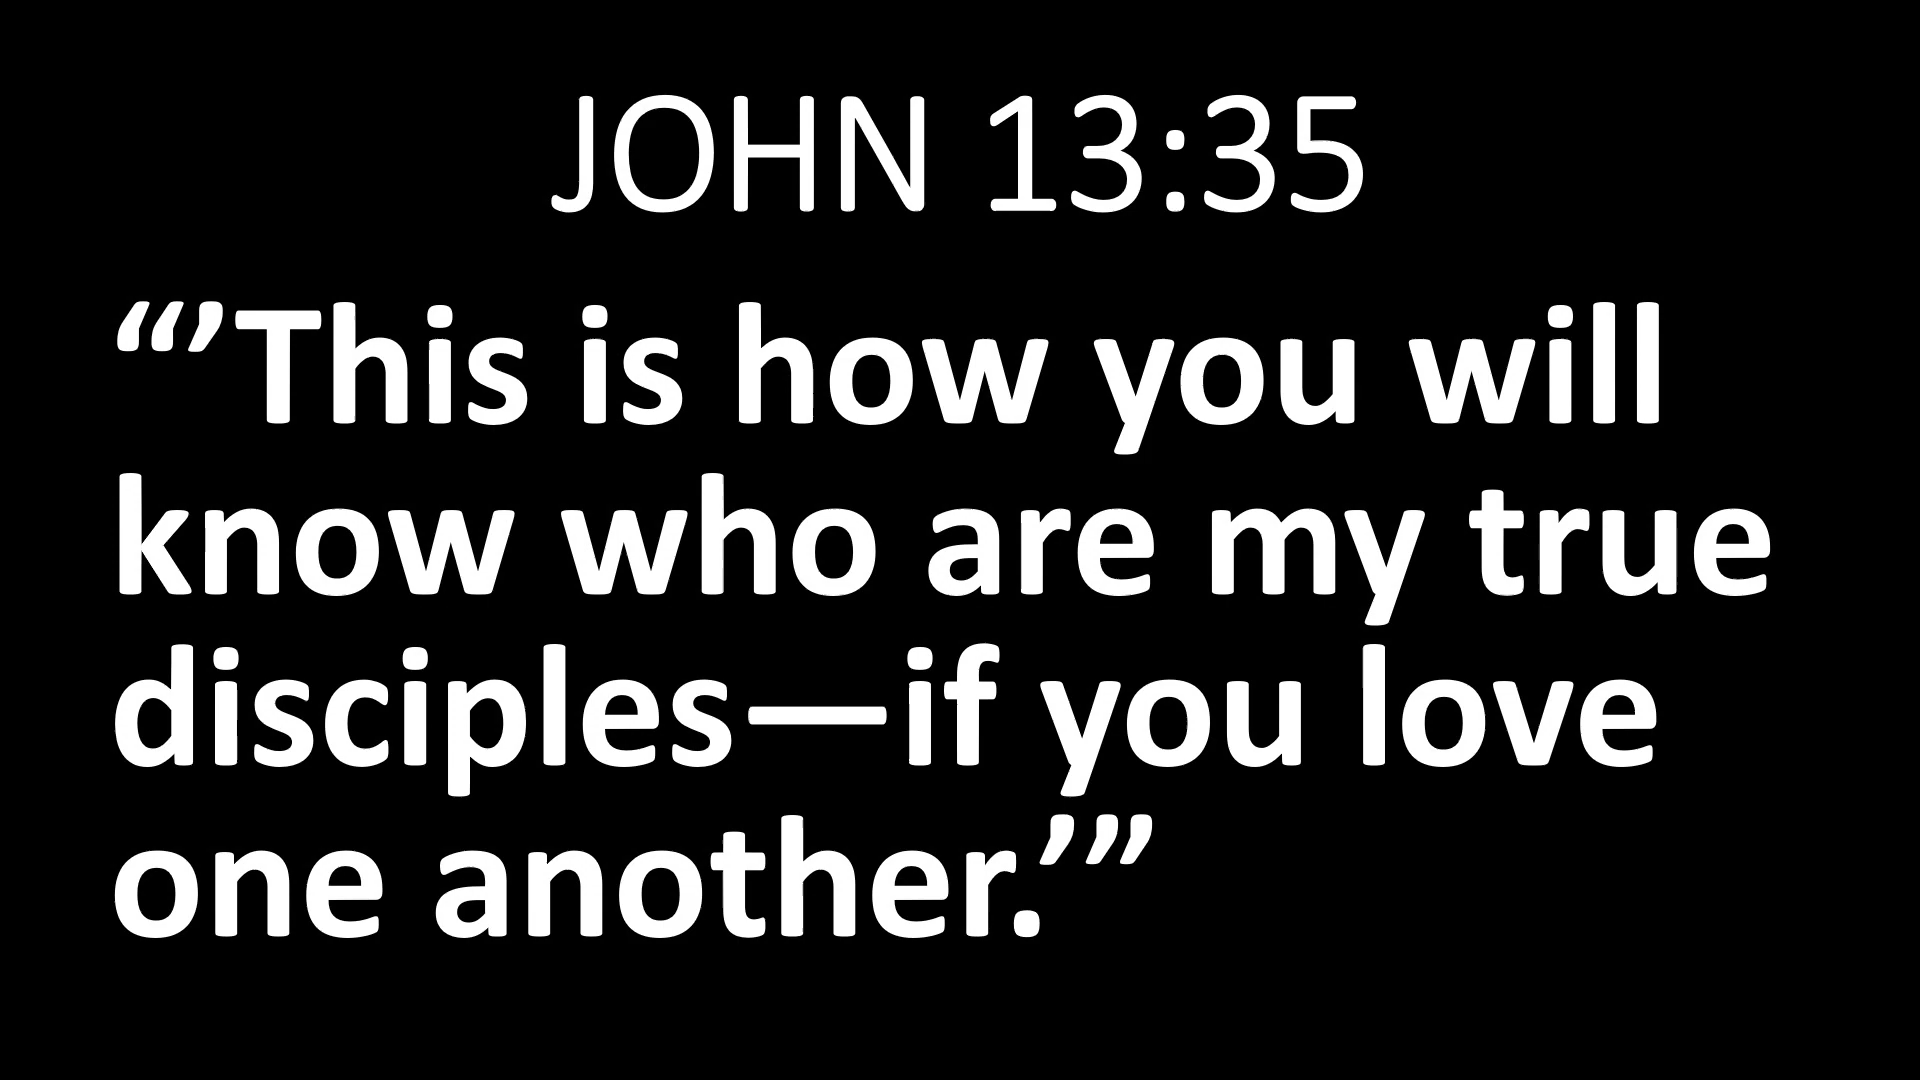 JOHN 13:35
“’This is how you will
know who are my true
disciples—if you love
one another.’”